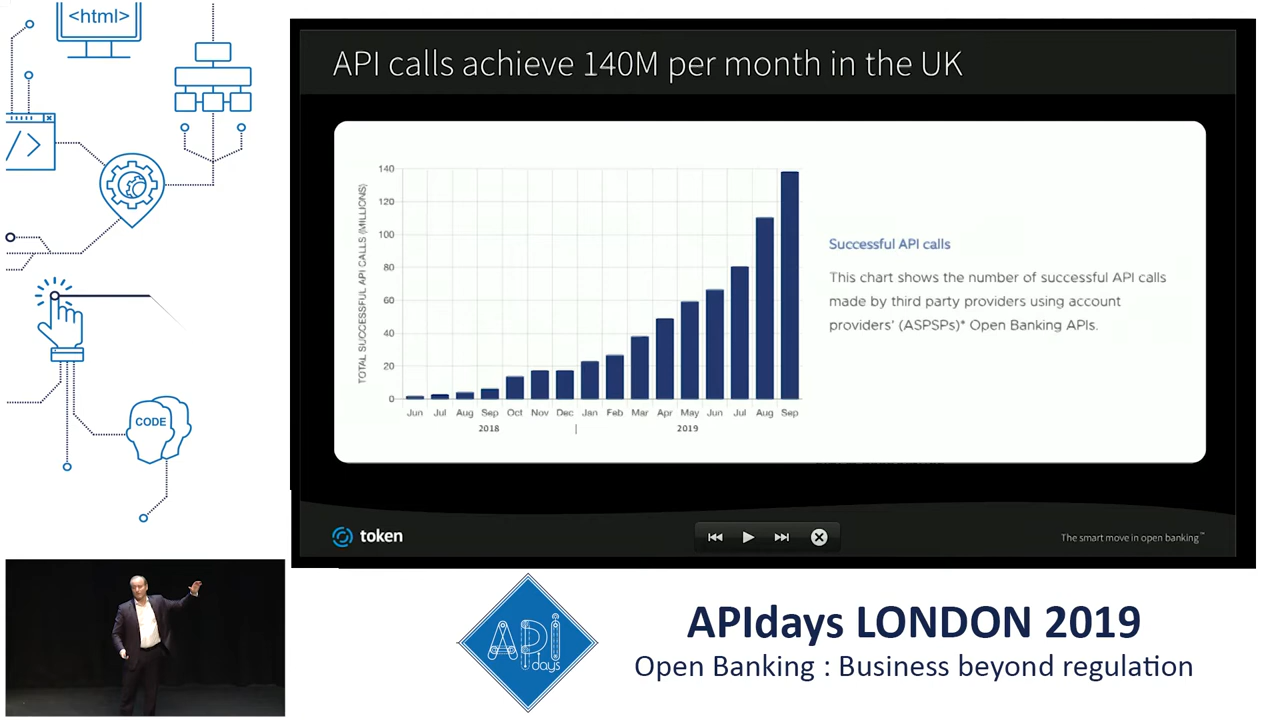 <html>
/>
CODE
API calls achieve 140M per month in the UK
TOTAL SUCCESSFUL API CALLS (MILLIONS)
140
120
100
80
60
40
20
0
Jun Jul Aug Sep Oct Nov Dec Jan Feb Mar Apr May Jun Jul Aug Sep
2018 | 2019
Successful API calls
This chart shows the number of successful API calls
made by third party providers using account
providers' (ASPSPs)* Open Banking APIs.
token
The smart move in open banking™
API
days
APIdays LONDON 2019
Open Banking : Business beyond regulation